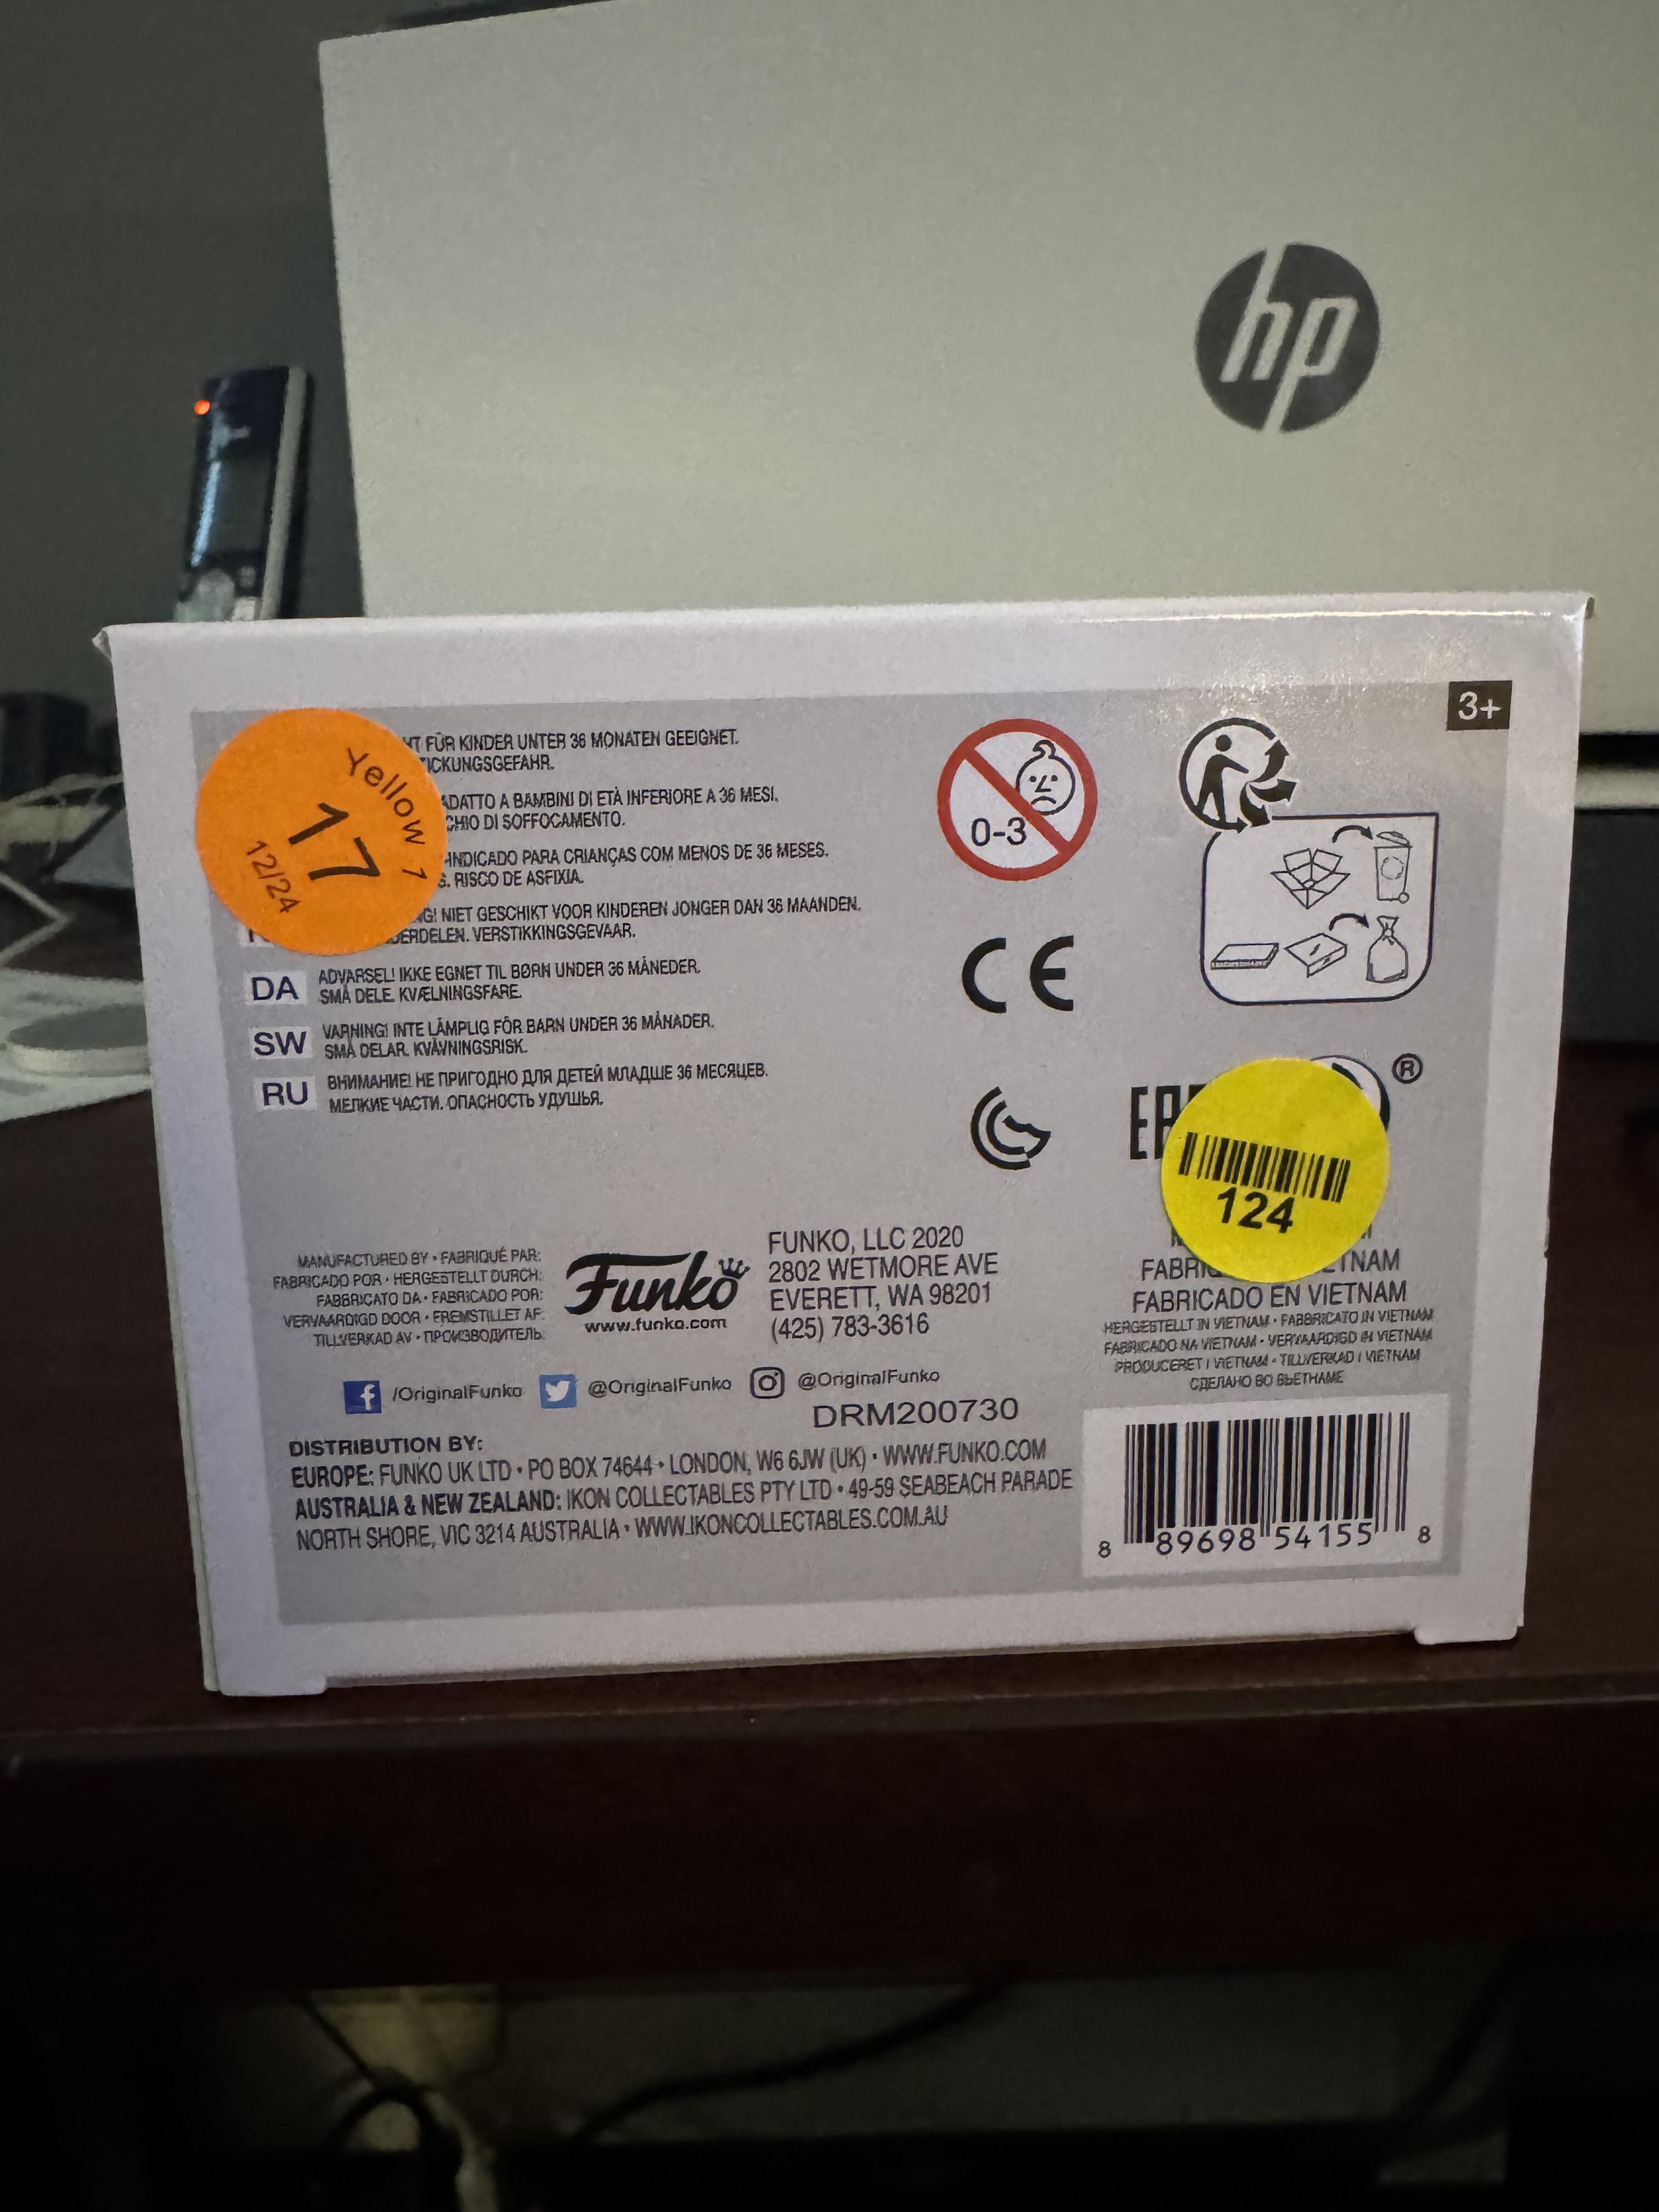 hp
3+
Yellow 1
17
12/24
HT FÜR KINDER UNTER 36 MONATEN GEEIGNET.
ICKUNGSGEFAHR.
ADATTO A BAMBINI DI ETÀ INFERIORE A 36 MESI.
CHIO DI SOFFOCAMENTO.
INDICADO PARA CRIANÇAS COM MENOS DE 36 MESES.
S. RISCO DE ASFIXIA.
NG! NIET GESCHIKT VOOR KINDEREN JONGER DAN 36 MAANDEN.
DERDELEN. VERSTIKKINGSGEVAAR.
DA ADVARSEL! IKKE EGNET TIL BØRN UNDER 36 MÅNEDER.
SMÅ DELE. KVÆLNINGSFARE.
SW VARNING! INTE LÄMPLIG FÖR BARN UNDER 36 MÅNADER.
SMÅ DELAR. KVÄVNINGSRISK.
RU ВНИМАНИЕ! НЕ ПРИГОДНО ДЛЯ ДЕТЕЙ МЛАДШЕ 36 МЕСЯЦЕВ.
МЕЛКИЕ ЧАСТИ. ОПАСНОСТЬ УДУШЬЯ.
0-3
CE
®
124
MANUFACTURED BY • FABRIQUÉ PAR:
FABRICADO POR • HERGESTELLT DURCH:
FABBRICATO DA • FABRICADO POR:
VERVAARDIGD DOOR • FREMSTILLET AF:
TILLVERKAD AV • ПРОИЗВОДИТЕЛЬ:
Funko
www.funko.com
FUNKO, LLC 2020
2802 WETMORE AVE
EVERETT, WA 98201
(425) 783-3616
FABRI ETNAM
FABRICADO EN VIETNAM
HERGESTELLT IN VIETNAM • FABBRICATO IN VIETNAM
FABRICADO NA VIETNAM • VERVAARDIGD IN VIETNAM
PRODUCERET I VIETNAM • TILLVERKAD I VIETNAM
СДЕЛАНО ВО ВЬЕТНАМЕ
/OriginalFunko @OriginalFunko @OriginalFunko
DRM200730
DISTRIBUTION BY:
EUROPE: FUNKO UK LTD • PO BOX 74644 • LONDON, W6 6JW (UK) • WWW.FUNKO.COM
AUSTRALIA & NEW ZEALAND: IKON COLLECTABLES PTY LTD • 49-59 SEABEACH PARADE
NORTH SHORE, VIC 3214 AUSTRALIA • WWW.IKONCOLLECTABLES.COM.AU
8 89698 54155 8